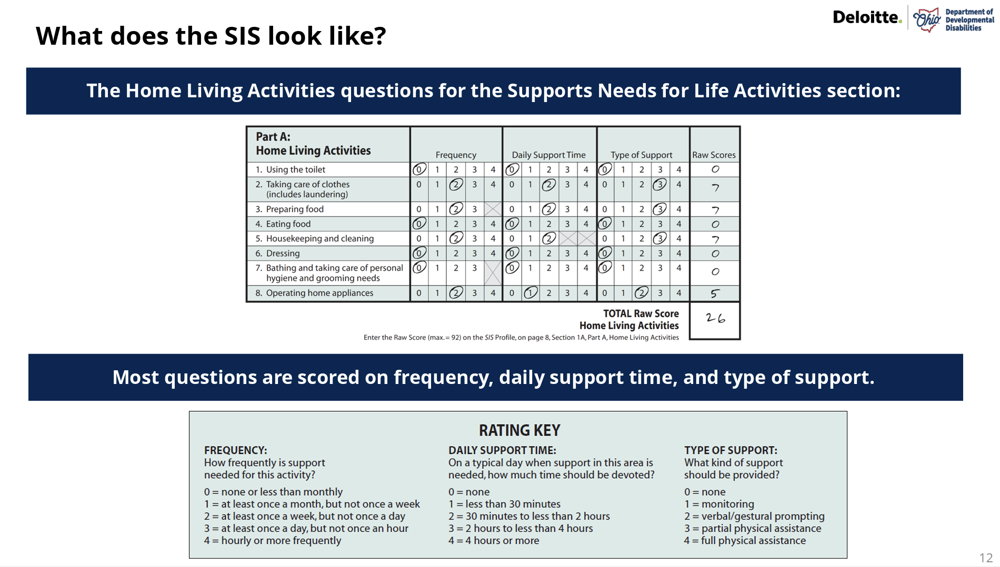 What does the SIS look like?
Deloitte.
Ohio
Department of
Developmental
Disabilities
The Home Living Activities questions for the Supports Needs for Life Activities section:
Part A:
Home Living Activities
Frequency Daily Support Time Type of Support Raw Scores
1. Using the toilet 0 1 2 3 4 0 1 2 3 4 0 1 2 3 4 0
2. Taking care of clothes 0 1 2 3 4 0 1 2 3 4 0 1 2 3 4 7
(includes laundering)
3. Preparing food 0 1 2 3 0 1 2 3 4 0 1 2 3 4 7
4. Eating food 0 1 2 3 4 0 1 2 3 4 0 1 2 3 4 0
5. Housekeeping and cleaning 0 1 2 3 4 0 1 2 0 1 2 3 4 7
6. Dressing 0 1 2 3 4 0 1 2 3 4 0 1 2 3 4 0
7. Bathing and taking care of personal 0 1 2 3 0 1 2 3 4 0 1 2 3 4 0
hygiene and grooming needs
8. Operating home appliances 0 1 2 3 4 0 1 2 3 4 0 1 2 3 4 5
TOTAL Raw Score
Home Living Activities
26
Enter the Raw Score (max. = 92) on the SIS Profile, on page 8, Section 1A, Part A, Home Living Activities
Most questions are scored on frequency, daily support time, and type of support.
RATING KEY
FREQUENCY:
How frequently is support
needed for this activity?
0 = none or less than monthly
1 = at least once a month, but not once a week
2 = at least once a week, but not once a day
3 = at least once a day, but not once an hour
4 = hourly or more frequently
DAILY SUPPORT TIME:
On a typical day when support in this area is
needed, how much time should be devoted?
0 = none
1 = less than 30 minutes
2 = 30 minutes to less than 2 hours
3 = 2 hours to less than 4 hours
4 = 4 hours or more
TYPE OF SUPPORT:
What kind of support
should be provided?
0 = none
1 = monitoring
2 = verbal/gestural prompting
3 = partial physical assistance
4 = full physical assistance
12